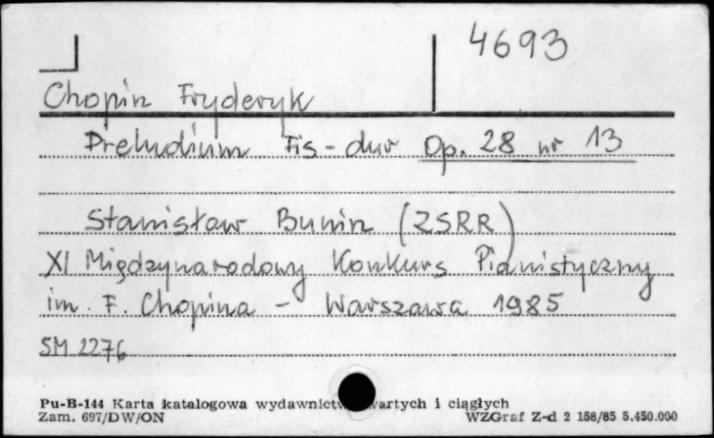 4693
Chopin Fryderyk
Preludium Fis-dur Op. 28 nr 13
Stanisław Bunin (ZSRR)
XI Międzynarodowy Konkurs Pianistyczny
im. F. Chopina - Warszawa 1985
SM 2276
Pu-B-144 Karta katalogowa wydawnictw i ciągłych
Zam. 697/DW/ON WZGraf Z-d 2 158/85 5.450.000